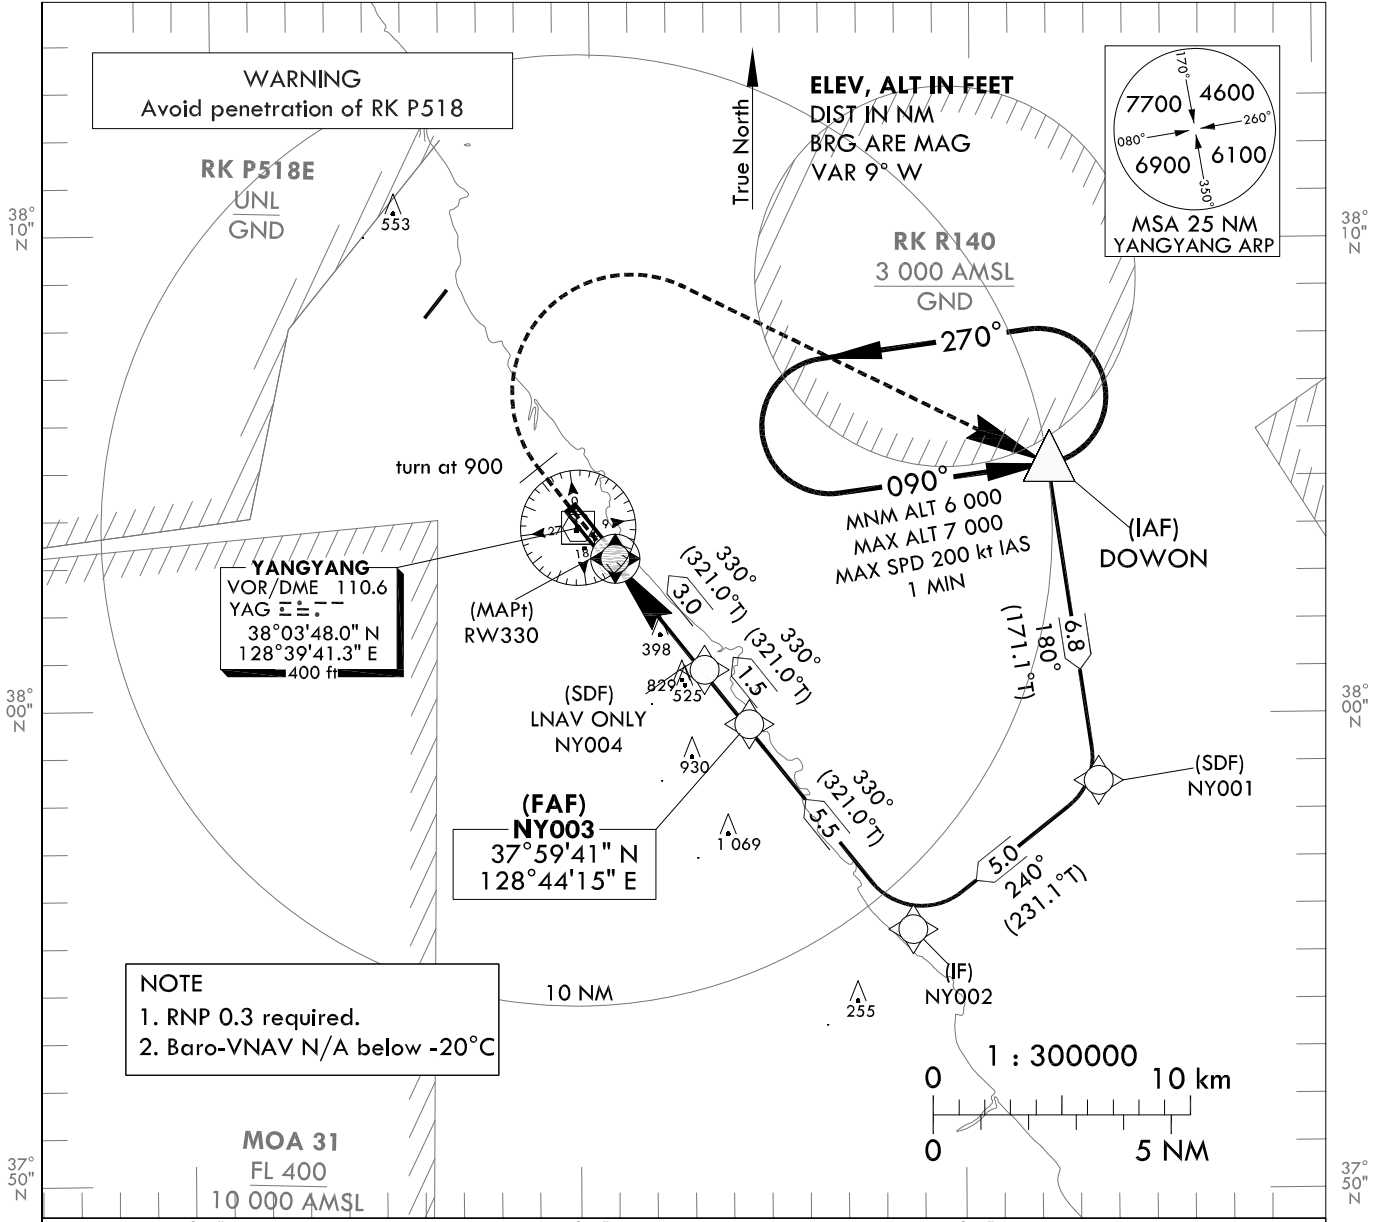 WARNING
Avoid penetration of RK P518
RK P518E
UNL
GND
553
True North
ELEV, ALT IN FEET
DIST IN NM
BRG ARE MAG
VAR 9° W
170°
7700
4600
080°
260°
6900
6100
350°
MSA 25 NM
YANGYANG ARP
38°
10"
N
38°
10"
N
RK R140
3 000 AMSL
GND
270°
090°
MNM ALT 6 000
MAX ALT 7 000
MAX SPD 200 kt IAS
1 MIN
(IAF)
DOWON
turn at 900
0
9
18
27
YANGYANG
VOR/DME 110.6
YAG
38°03'48.0" N
128°39'41.3" E
400 ft
(MAPt)
RW330
330°
(321.0°T)
3.0
330°
(321.0°T)
1.5
398
829
525
(SDF)
LNAV ONLY
NY004
930
6.8
180°
(171.1°T)
38°
00"
N
38°
00"
N
(SDF)
NY001
(FAF)
NY003
37°59'41" N
128°44'15" E
330°
(321.0°T)
5.5
1 069
5.0
240°
(231.1°T)
(IF)
NY002
10 NM
255
NOTE
1. RNP 0.3 required.
2. Baro-VNAV N/A below -20°C
1 : 300000
0
10 km
0
5 NM
MOA 31
FL 400
10 000 AMSL
37°
50"
N
37°
50"
N